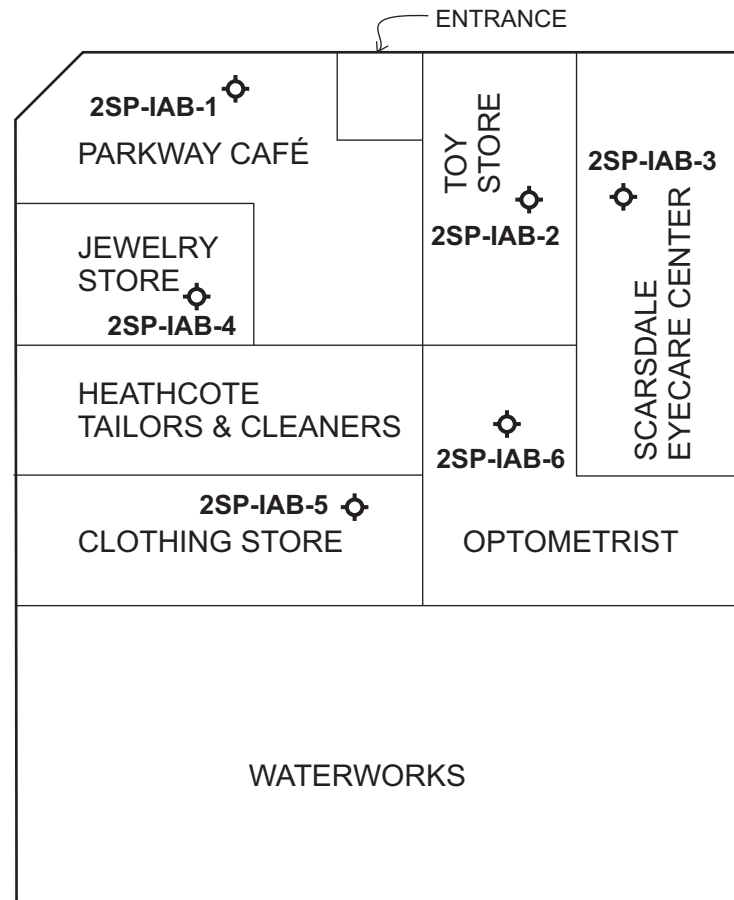 ENTRANCE
2SP-IAB-1
PARKWAY CAFÉ
TOY
STORE
2SP-IAB-2
2SP-IAB-3
SCARSDALE
EYECARE CENTER
JEWELRY
STORE
2SP-IAB-4
HEATHCOTE
TAILORS & CLEANERS
2SP-IAB-6
2SP-IAB-5
CLOTHING STORE
OPTOMETRIST
WATERWORKS